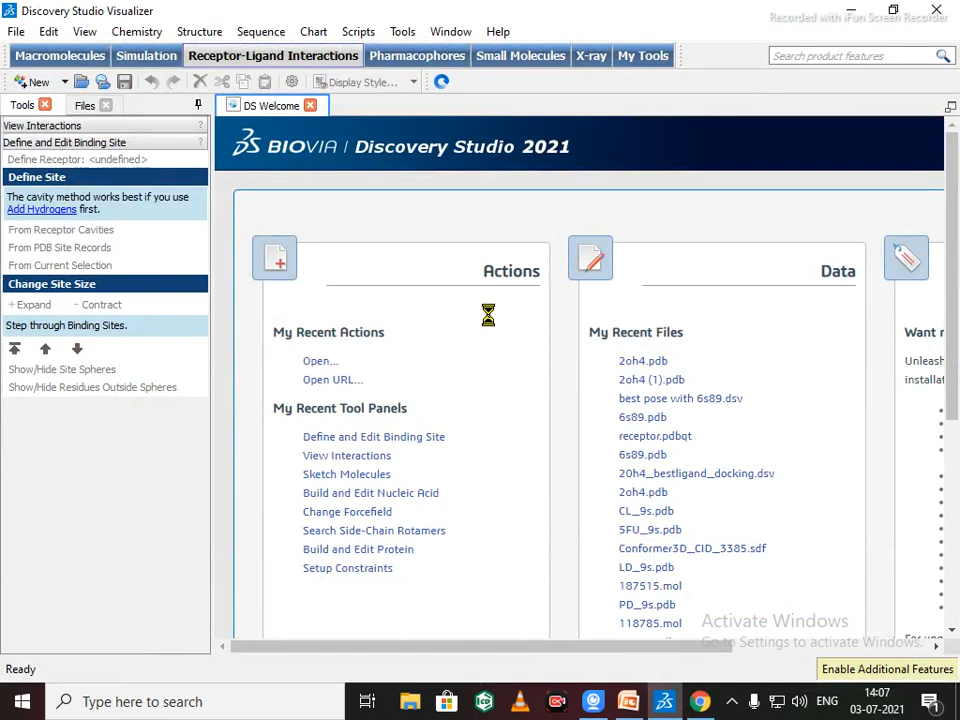 Discovery Studio Visualizer
Recorded with iFun Screen Recorder
File Edit View Chemistry Structure Sequence Chart Scripts Tools Window Help
Macromolecules Simulation Receptor-Ligand Interactions Pharmacophores Small Molecules X-ray My Tools Search product features
New Display Style...
Tools Files DS Welcome
View Interactions ?
Define and Edit Binding Site ?
Define Receptor: <undefined>
Define Site
The cavity method works best if you use
Add Hydrogens first.
From Receptor Cavities
From PDB Site Records
From Current Selection
Change Site Size
+ Expand - Contract
Step through Binding Sites.
Show/Hide Site Spheres
Show/Hide Residues Outside Spheres
BIOVIA | Discovery Studio 2021
Actions
My Recent Actions
Open...
Open URL...
My Recent Tool Panels
Define and Edit Binding Site
View Interactions
Sketch Molecules
Build and Edit Nucleic Acid
Change Forcefield
Search Side-Chain Rotamers
Build and Edit Protein
Setup Constraints
Data
My Recent Files
2oh4.pdb
2oh4 (1).pdb
best pose with 6s89.dsv
6s89.pdb
receptor.pdbqt
6s89.pdb
20h4_bestligand_docking.dsv
2oh4.pdb
CL_9s.pdb
5FU_9s.pdb
Conformer3D_CID_3385.sdf
LD_9s.pdb
187515.mol
PD_9s.pdb
118785.mol
Want
Unleash
installat
Activate Windows
Go to Settings to activate Windows.
Ready
Enable Additional Features
Type here to search
ENG
14:07
03-07-2021
1